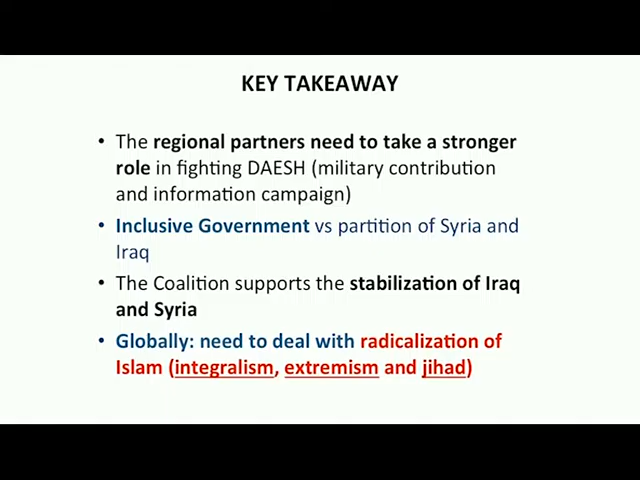 KEY TAKEAWAY
• The regional partners need to take a stronger
role in fighting DAESH (military contribution
and information campaign)
• Inclusive Government vs partition of Syria and
Iraq
• The Coalition supports the stabilization of Iraq
and Syria
• Globally: need to deal with radicalization of
Islam (integralism, extremism and jihad)